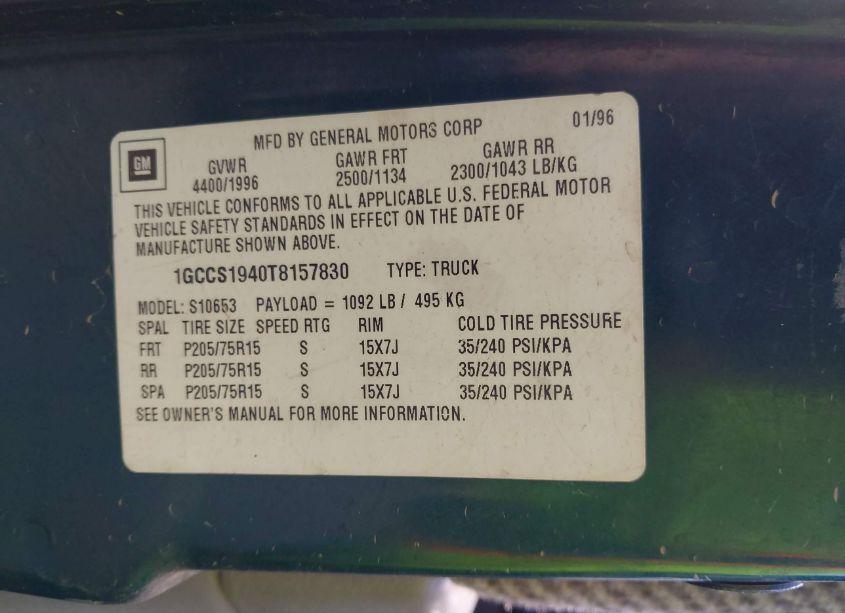 MFD BY GENERAL MOTORS CORP 01/96
GM
GVWR GAWR FRT GAWR RR
4400/1996 2500/1134 2300/1043 LB/KG
THIS VEHICLE CONFORMS TO ALL APPLICABLE U.S. FEDERAL MOTOR
VEHICLE SAFETY STANDARDS IN EFFECT ON THE DATE OF
MANUFACTURE SHOWN ABOVE.
1GCCS1940T8157830 TYPE: TRUCK
MODEL: S10653 PAYLOAD = 1092 LB / 495 KG
SPAL TIRE SIZE SPEED RTG RIM COLD TIRE PRESSURE
FRT P205/75R15 S 15X7J 35/240 PSI/KPA
RR P205/75R15 S 15X7J 35/240 PSI/KPA
SPA P205/75R15 S 15X7J 35/240 PSI/KPA
SEE OWNER'S MANUAL FOR MORE INFORMATION.